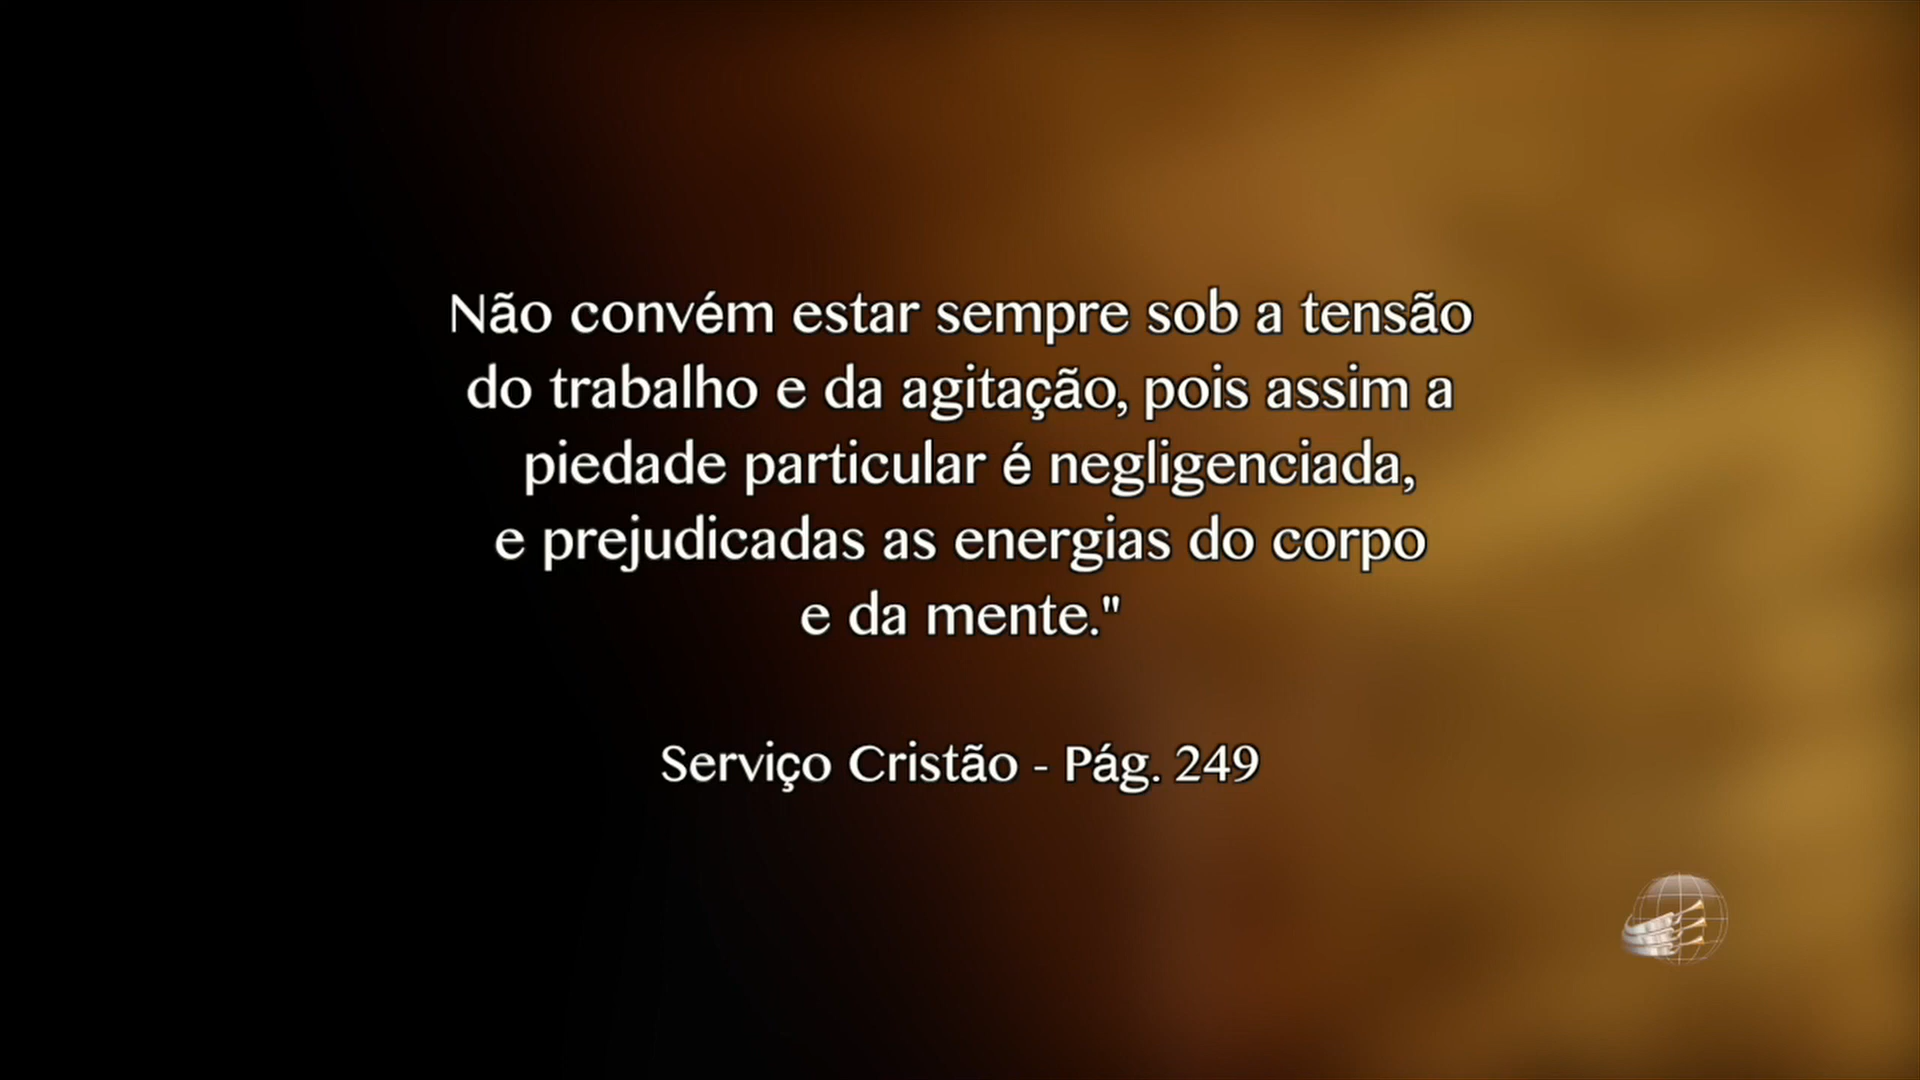 Não convém estar sempre sob a tensão
do trabalho e da agitação, pois assim a
piedade particular é negligenciada,
e prejudicadas as energias do corpo
e da mente."
Serviço Cristão - Pág. 249